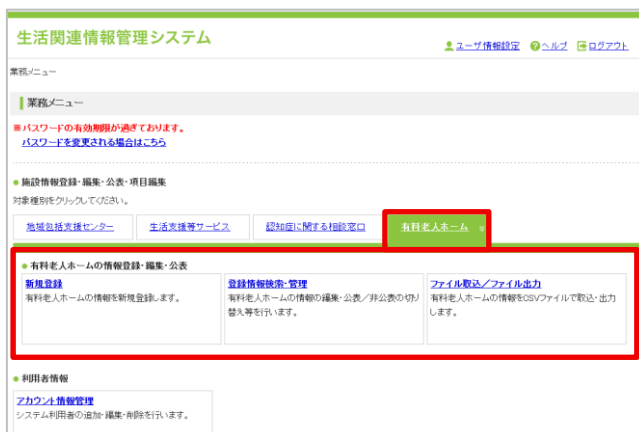 生活関連情報管理システム
ユーザ情報設定 ヘルプ ログアウト
業務メニュー
業務メニュー
※パスワードの有効期限が過ぎております。
パスワードを変更される場合はこちら
施設情報登録・編集・公表・項目編集
対象種別をクリックしてください。
地域包括支援センター 生活支援等サービス 認知症に関する相談窓口 有料老人ホーム
有料老人ホームの情報登録・編集・公表
新規登録 登録情報検索・管理 ファイル取込/ファイル出力
有料老人ホームの情報を新規登録します。 有料老人ホームの情報の編集・公表/非公表の切り 有料老人ホームの情報をCSVファイルで取込・出力
替え等を行います。 します。
利用者情報
アカウント情報管理
システム利用者の追加・編集・削除を行います。